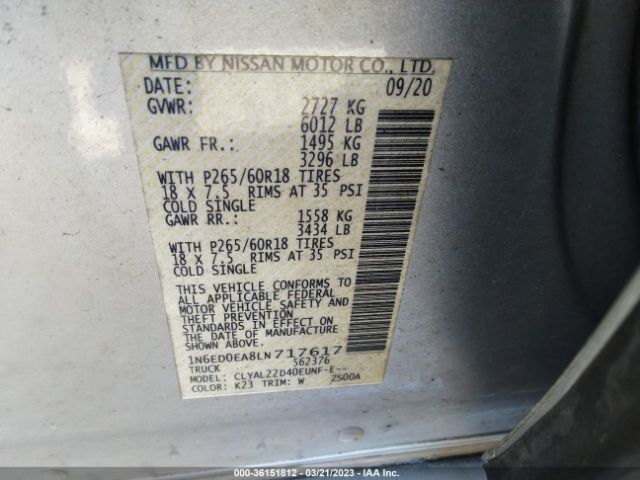 MFD BY NISSAN MOTOR CO., LTD.
DATE: 09/20
GVWR: 2727 KG
6012 LB
GAWR FR.: 1495 KG
3296 LB
WITH P265/60R18 TIRES
18 X 7.5 RIMS AT 35 PSI
COLD SINGLE
GAWR RR.: 1558 KG
3434 LB
WITH P265/60R18 TIRES
18 X 7.5 RIMS AT 35 PSI
COLD SINGLE
THIS VEHICLE CONFORMS TO
ALL APPLICABLE FEDERAL
MOTOR VEHICLE SAFETY AND
THEFT PREVENTION
STANDARDS IN EFFECT ON
THE DATE OF MANUFACTURE
SHOWN ABOVE.
1N6ED0EA8LN717617
TRUCK 562376
MODEL: CLYAL22D40EUNF-E--
COLOR: K23 TRIM: W ZS00A
000-36151812 - 03/21/2023 - IAA Inc.